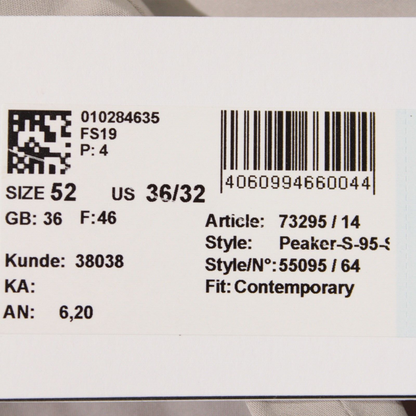 010284635
FS19
P: 4
4060994660044
SIZE 52 US 36/32
GB: 36 F:46
Article: 73295 / 14
Style: Peaker-S-95-S
Kunde: 38038
Style/N°:55095 / 64
KA:
Fit: Contemporary
AN: 6,20